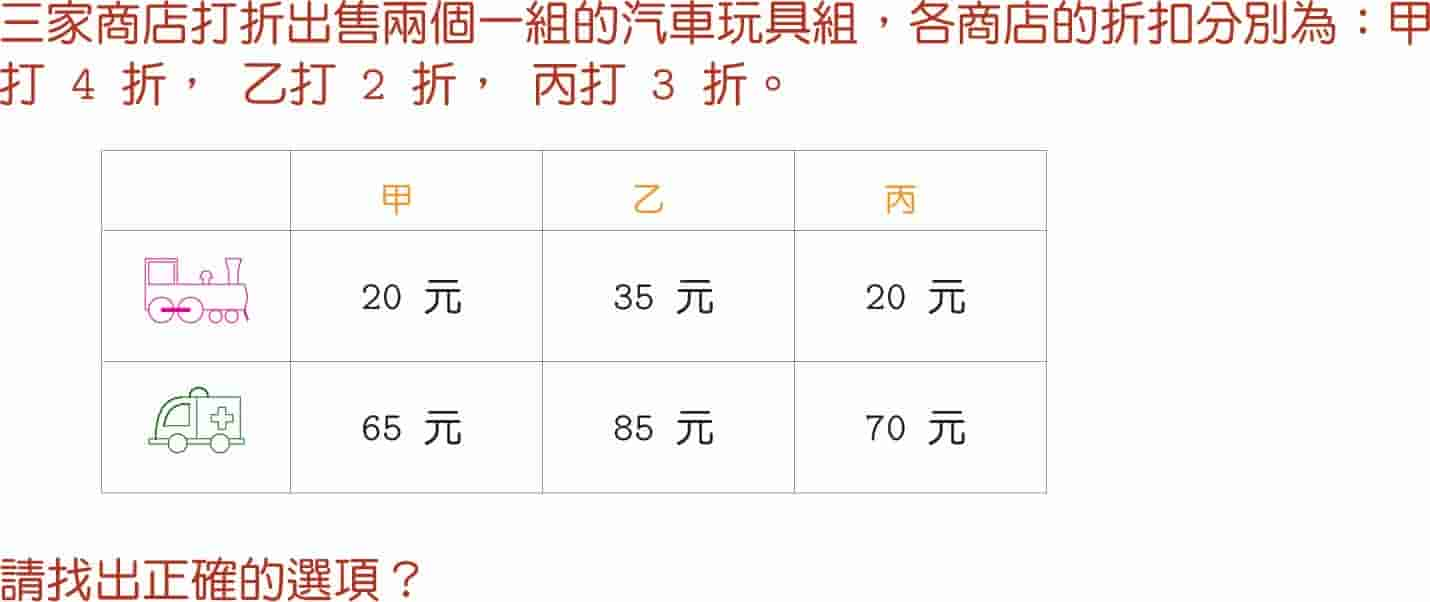 三家商店打折出售兩個一組的汽車玩具組，各商店的折扣分別為：甲
打 4 折， 乙打 2 折， 丙打 3 折。
甲 乙 丙
20 元 35 元 20 元
65 元 85 元 70 元
請找出正確的選項？